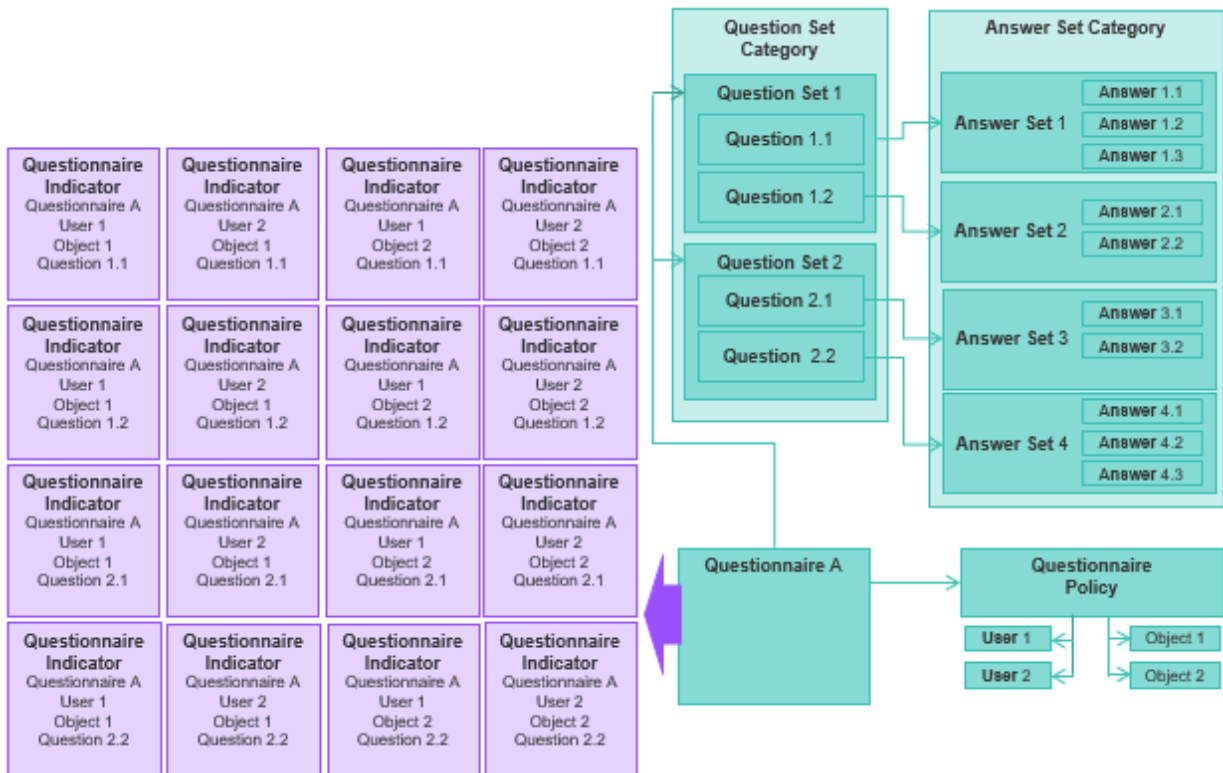 Question Set
Category
Question Set 1
Question 1.1
Question 1.2
Question Set 2
Question 2.1
Question 2.2
Answer Set Category
Answer Set 1
Answer 1.1
Answer 1.2
Answer 1.3
Answer Set 2
Answer 2.1
Answer 2.2
Answer Set 3
Answer 3.1
Answer 3.2
Answer Set 4
Answer 4.1
Answer 4.2
Answer 4.3
Questionnaire
Indicator
Questionnaire A
User 1
Object 1
Question 1.1
Questionnaire
Indicator
Questionnaire A
User 2
Object 1
Question 1.1
Questionnaire
Indicator
Questionnaire A
User 1
Object 2
Question 1.1
Questionnaire
Indicator
Questionnaire A
User 2
Object 2
Question 1.1
Questionnaire
Indicator
Questionnaire A
User 1
Object 1
Question 1.2
Questionnaire
Indicator
Questionnaire A
User 2
Object 1
Question 1.2
Questionnaire
Indicator
Questionnaire A
User 1
Object 2
Question 1.2
Questionnaire
Indicator
Questionnaire A
User 2
Object 2
Question 1.2
Questionnaire
Indicator
Questionnaire A
User 1
Object 1
Question 2.1
Questionnaire
Indicator
Questionnaire A
User 2
Object 1
Question 2.1
Questionnaire
Indicator
Questionnaire A
User 1
Object 2
Question 2.1
Questionnaire
Indicator
Questionnaire A
User 2
Object 2
Question 2.1
Questionnaire
Indicator
Questionnaire A
User 1
Object 1
Question 2.2
Questionnaire
Indicator
Questionnaire A
User 2
Object 1
Question 2.2
Questionnaire
Indicator
Questionnaire A
User 1
Object 2
Question 2.2
Questionnaire
Indicator
Questionnaire A
User 2
Object 2
Question 2.2
Questionnaire A
Questionnaire
Policy
User 1
User 2
Object 1
Object 2